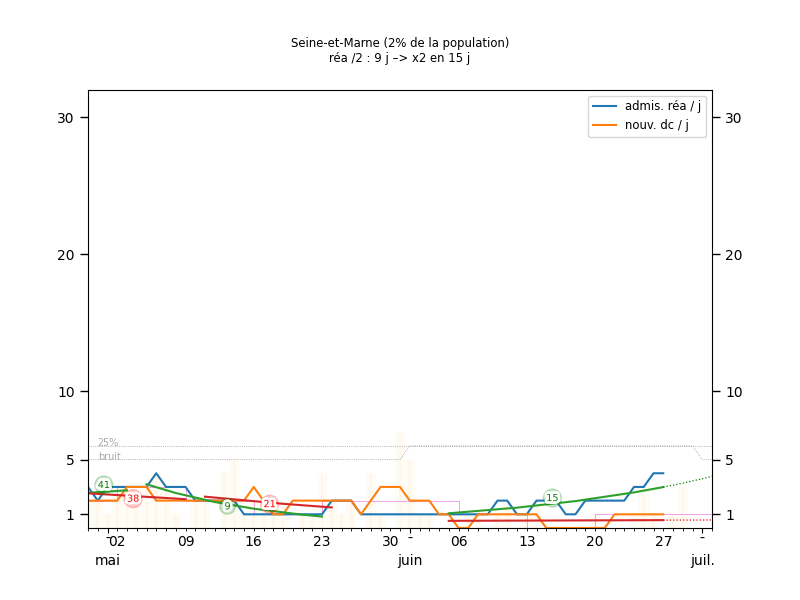 Seine-et-Marne (2% de la population)
réa /2 : 9 j –> x2 en 15 j
admis. réa / j
nouv. dc / j
30 30
20 20
10 10
25%
bruit
5 5
41
38
9
21
15
1 1
- 02 09 16 23 30 - 06 13 20 27 -
mai juin juil.